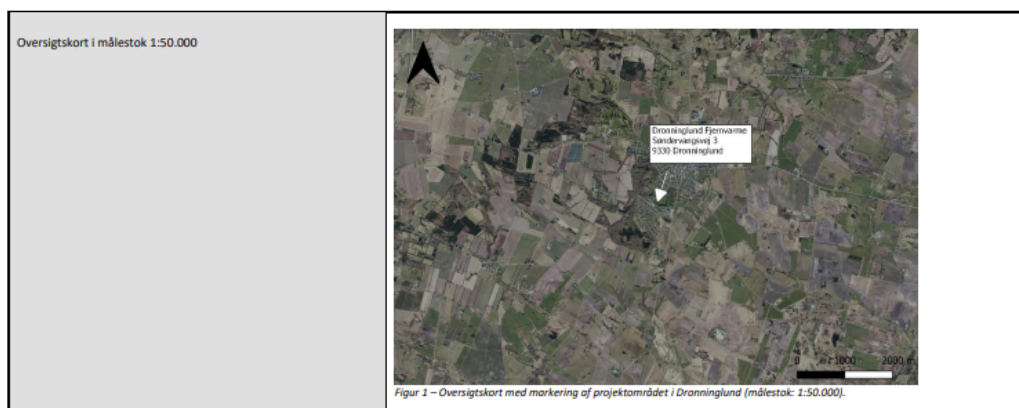 Oversigtskort i målestok 1:50.000
Dronninglund Fjernvarme
Søndervangsvej 3
9330 Dronninglund
0 1000 2000 m
Figur 1 – Oversigtskort med markering af projektområdet i Dronninglund (målestok: 1:50.000).